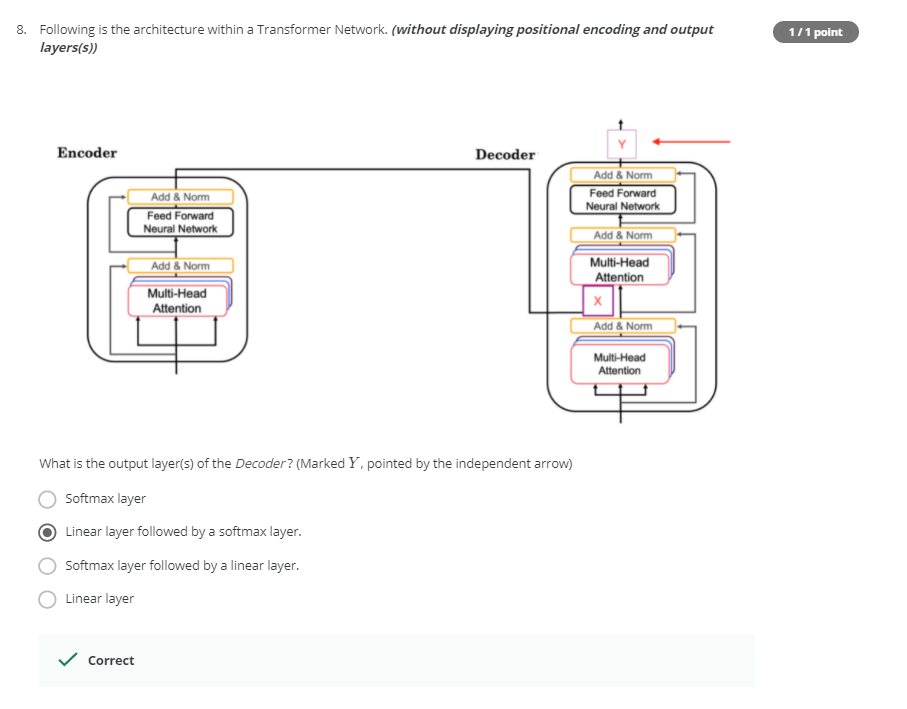 8. Following is the architecture within a Transformer Network. (without displaying positional encoding and output
layers(s))
1 / 1 point
Encoder
Add & Norm
Feed Forward
Neural Network
Add & Norm
Multi-Head
Attention
Decoder
Y
Add & Norm
Feed Forward
Neural Network
Add & Norm
Multi-Head
Attention
X
Add & Norm
Multi-Head
Attention
What is the output layer(s) of the Decoder? (Marked Y, pointed by the independent arrow)
Softmax layer
Linear layer followed by a softmax layer.
Softmax layer followed by a linear layer.
Linear layer
Correct